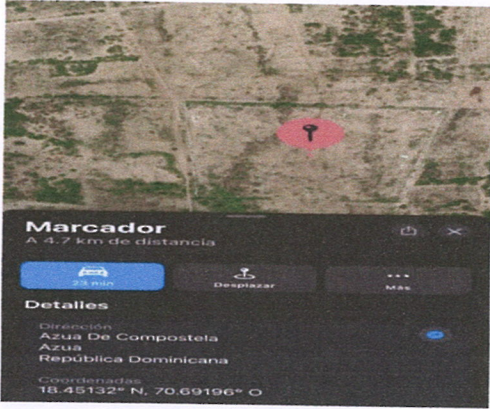 Marcador
A 4.7 km de distancia
23 min
Desplazar
Más
Detalles
Dirección
Azua De Compostela
Azua
República Dominicana
Coordenadas
18.45132° N, 70.69196° O